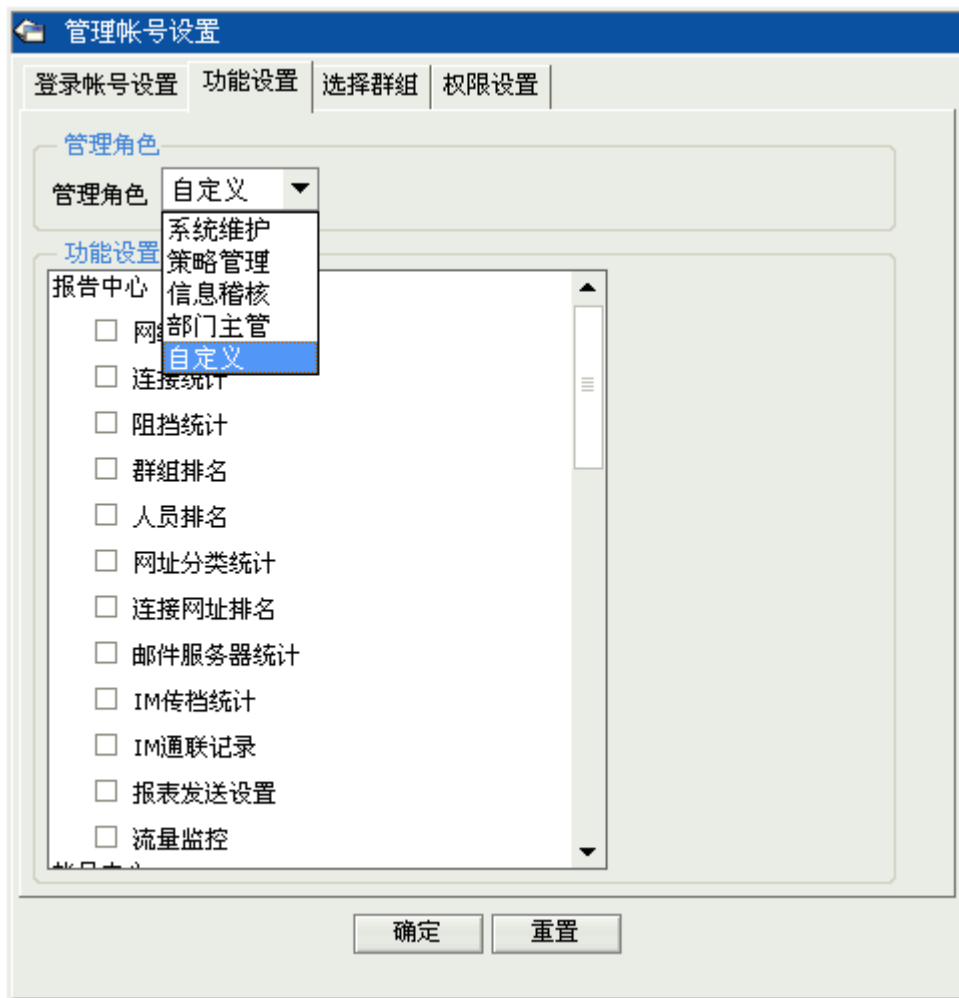 管理帐号设置
登录帐号设置 功能设置 选择群组 权限设置
管理角色
管理角色 自定义
系统维护
策略管理
信息稽核
部门主管
自定义
功能设置
报告中心
网
连接统计
阻挡统计
群组排名
人员排名
网址分类统计
连接网址排名
邮件服务器统计
IM传档统计
IM通联记录
报表发送设置
流量监控
确定 重置